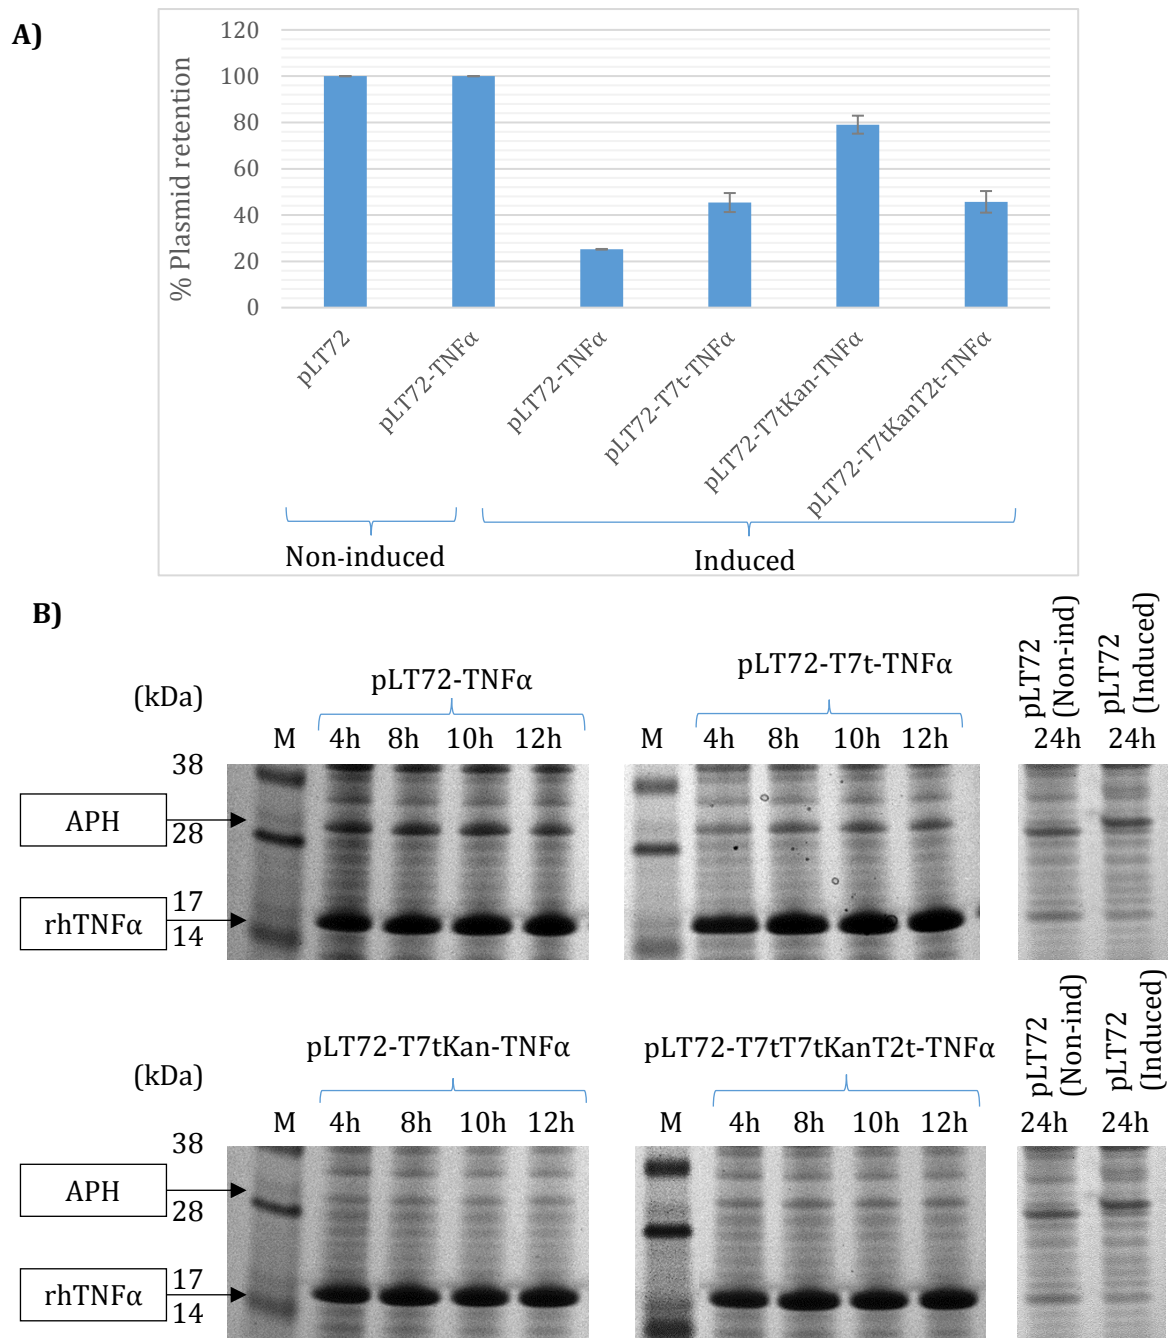 A)
% Plasmid retention
120
100
80
60
40
20
0
pLT72
pLT72-TNFα
pLT72-TNFα
pLT72-T7t-TNFα
pLT72-T7tKan-TNFα
pLT72-T7tKanT2t-TNFα
Non-induced
Induced
B)
pLT72-TNFα
pLT72-T7t-TNFα
pLT72
(Non-ind)
pLT72
(Induced)
(kDa)
M 4h 8h 10h 12h
M 4h 8h 10h 12h
24h 24h
38
APH
28
17
rhTNFα
14
pLT72-T7tKan-TNFα
pLT72-T7tT7tKanT2t-TNFα
pLT72
(Non-ind)
pLT72
(Induced)
(kDa)
M 4h 8h 10h 12h
M 4h 8h 10h 12h
24h 24h
38
APH
28
17
rhTNFα
14